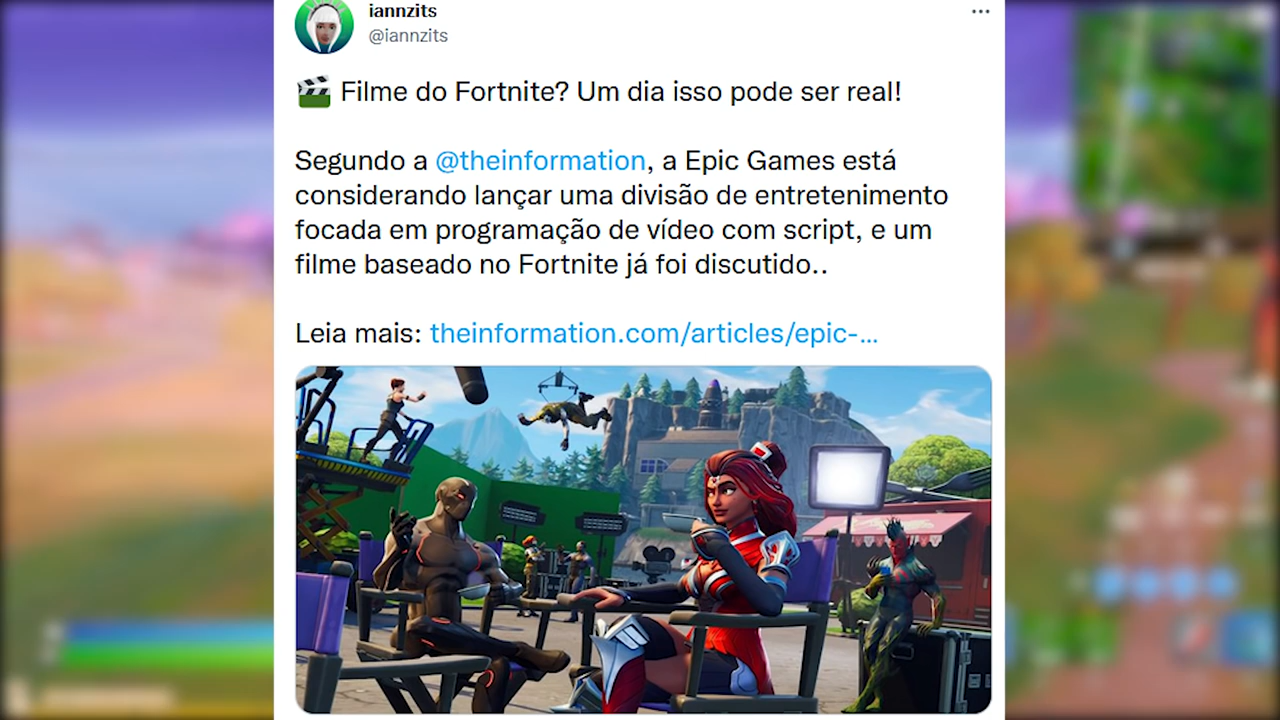 iannzits
@iannzits
🎬 Filme do Fortnite? Um dia isso pode ser real!
Segundo a @theinformation, a Epic Games está
considerando lançar uma divisão de entretenimento
focada em programação de vídeo com script, e um
filme baseado no Fortnite já foi discutido..
Leia mais: theinformation.com/articles/epic-...